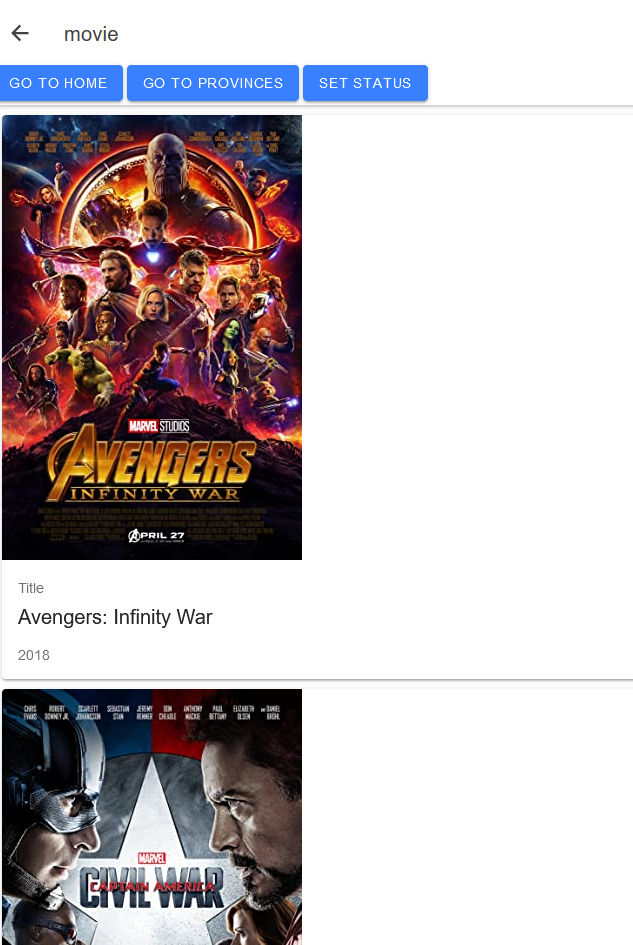 movie
GO TO HOME GO TO PROVINCES SET STATUS
MARVEL STUDIOS
AVENGERS
INFINITY WAR
APRIL 27
Title
Avengers: Infinity War
2018
CHRIS EVANS ROBERT DOWNEY JR. SCARLETT JOHANSSON SEBASTIAN STAN JEREMY RENNER DON CHEADLE ANTHONY MACKIE PAUL BETTANY ELIZABETH OLSEN AND DANIEL BRÜHL
MARVEL
CAPTAIN AMERICA
CIVIL WAR